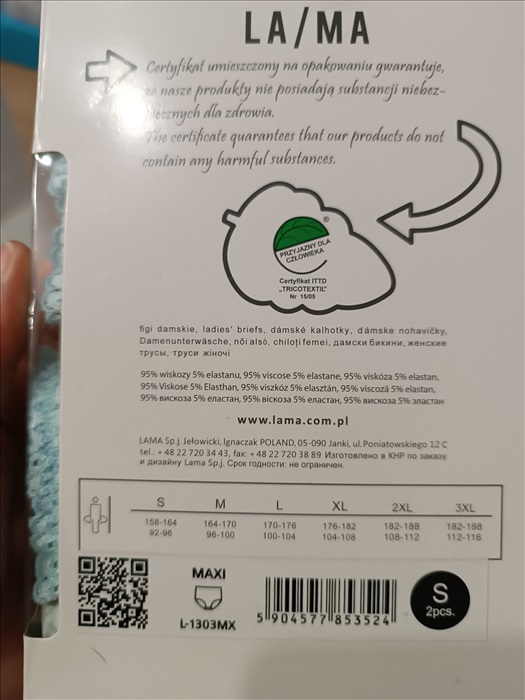 LA/MA
Certyfikat umieszczony na opakowaniu gwarantuje,
że nasze produkty nie posiadają substancji niebez-
piecznych dla zdrowia.
The certificate quarantees that our products do not
contain any harmful substances.
®
PRZYJAZNY DLA
CZŁOWIEKA
Certyfikat ITTD
„TRICOTEXTIL"
Nr 15/05
figi damskie, ladies' briefs, dámské kalhotky, dámske nohavičky,
Damenunterwäsche, női alsó, chiloți femei, дамски бикини, женские
трусы, труси жіночі
95% wiskozy 5% elastanu, 95% viscose 5% elastane, 95% viskóza 5% elastan,
95% Viskose 5% Elasthan, 95% viszkóz 5% elasztán, 95% viscoză 5% elastan,
95% вискоза 5% еластан, 95% віскоза 5% еластан, 95% вискоза 5% эластан
www.lama.com.pl
LAMA Sp.j. Jełowicki, Ignaczak POLAND, 05-090 Janki, ul. Poniatowskiego 12 C
tel.: + 48 22 720 34 43, fax: + 48 22 720 38 89 Изготовлено в КНР по заказу
и дизайну Lama Sp.j. Срок годности: не ограничен.
S M L XL 2XL 3XL
158-164 164-170 170-176 176-182 182-188 182-188
92-96 96-100 100-104 104-108 108-112 112-116
MAXI
L-1303MX
5 904577 853524
S
2pcs.